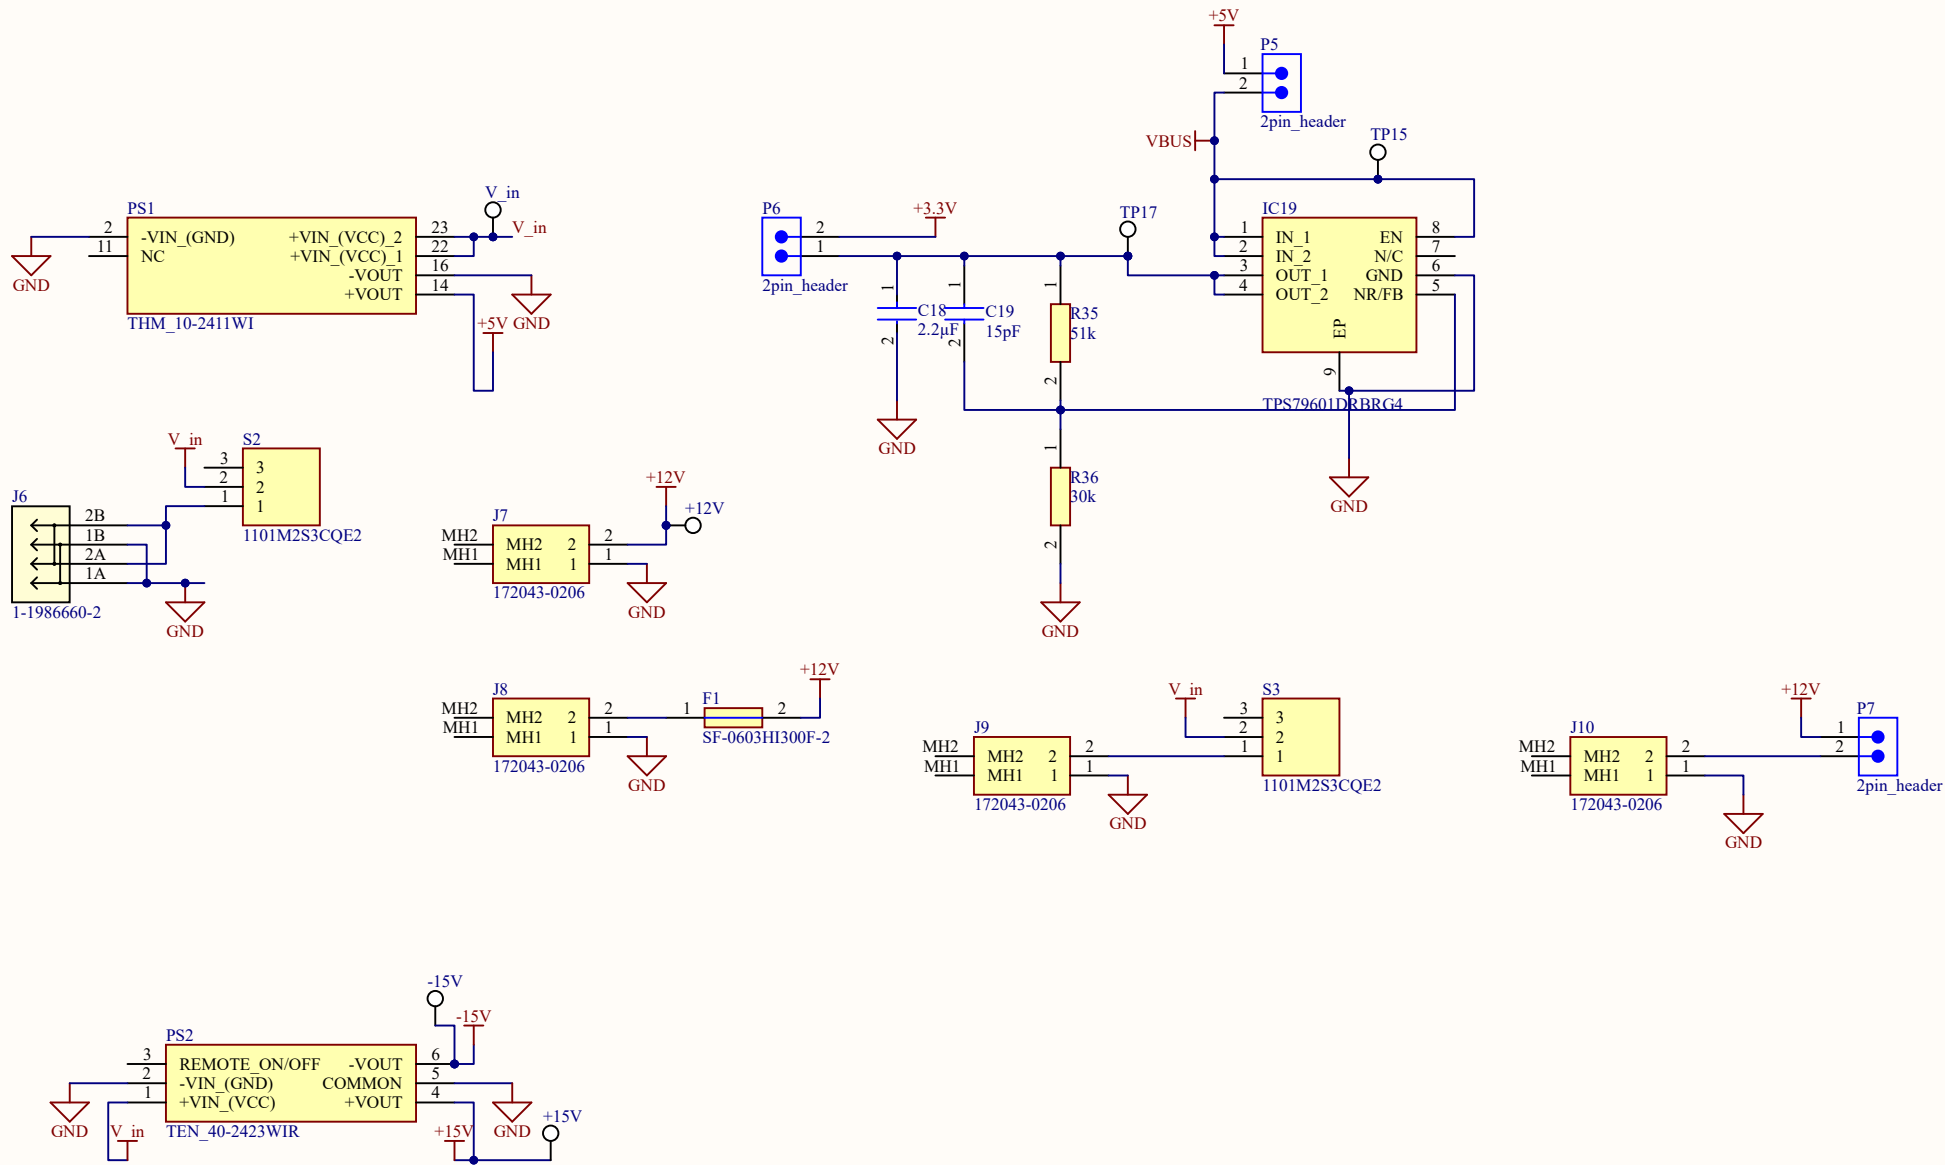 +5V
P5
1
2
2pin_header
VBUS
TP15
PS1
2
11
-VIN_(GND)
NC
+VIN_(VCC)_2
+VIN_(VCC)_1
-VOUT
+VOUT
23
22
16
14
V_in
V_in
GND
THM_10-2411WI
+5V
GND
P6
2
1
2pin_header
+3.3V
TP17
1
C18
2.2µF
2
1
C19
15pF
2
1
R35
51k
2
GND
IC19
1
2
3
4
IN_1
IN_2
OUT_1
OUT_2
EN
N/C
GND
NR/FB
8
7
6
5
EP
9
TPS79601DRBRG4
GND
1
R36
30k
2
GND
V_in
S2
3
2
1
3
2
1
1101M2S3CQE2
J6
2B
1B
2A
1A
1-1986660-2
GND
+12V
+12V
J7
MH2
MH1
MH2
MH1
2
1
2
1
172043-0206
GND
J8
MH2
MH1
MH2
MH1
2
1
2
1
172043-0206
GND
F1
1
2
SF-0603HI300F-2
+12V
J9
MH2
MH1
MH2
MH1
2
1
2
1
172043-0206
GND
V_in
S3
3
2
1
3
2
1
1101M2S3CQE2
J10
MH2
MH1
MH2
MH1
2
1
2
1
172043-0206
GND
+12V
P7
1
2
2pin_header
-15V
-15V
PS2
3
2
1
REMOTE_ON/OFF
-VIN_(GND)
+VIN_(VCC)
-VOUT
COMMON
+VOUT
6
5
4
GND
V_in
TEN_40-2423WIR
+15V
GND
+15V